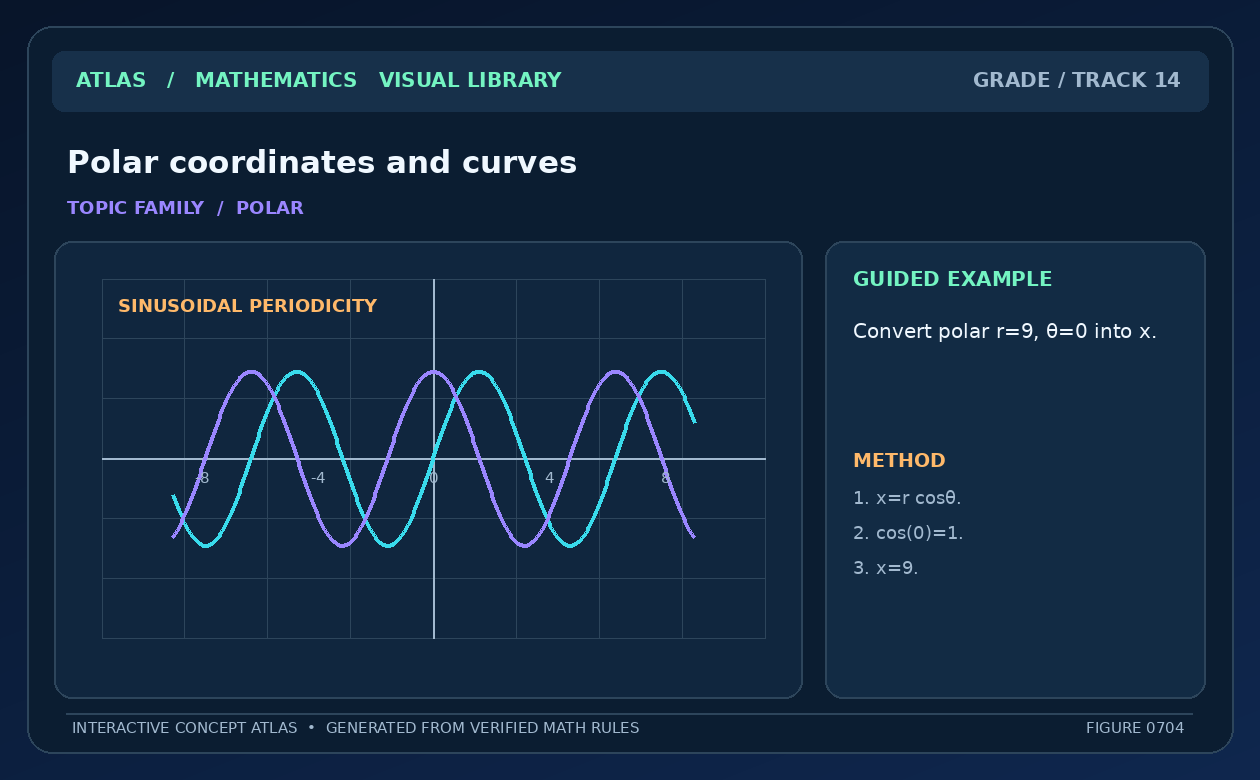 ATLAS / MATHEMATICS VISUAL LIBRARY
GRADE / TRACK 14
Polar coordinates and curves
TOPIC FAMILY / POLAR
SINUSOIDAL PERIODICITY
-8 -4 0 4 8
GUIDED EXAMPLE
Convert polar r=9, θ=0 into x.
METHOD
1. x=r cosθ.
2. cos(0)=1.
3. x=9.
INTERACTIVE CONCEPT ATLAS • GENERATED FROM VERIFIED MATH RULES
FIGURE 0704